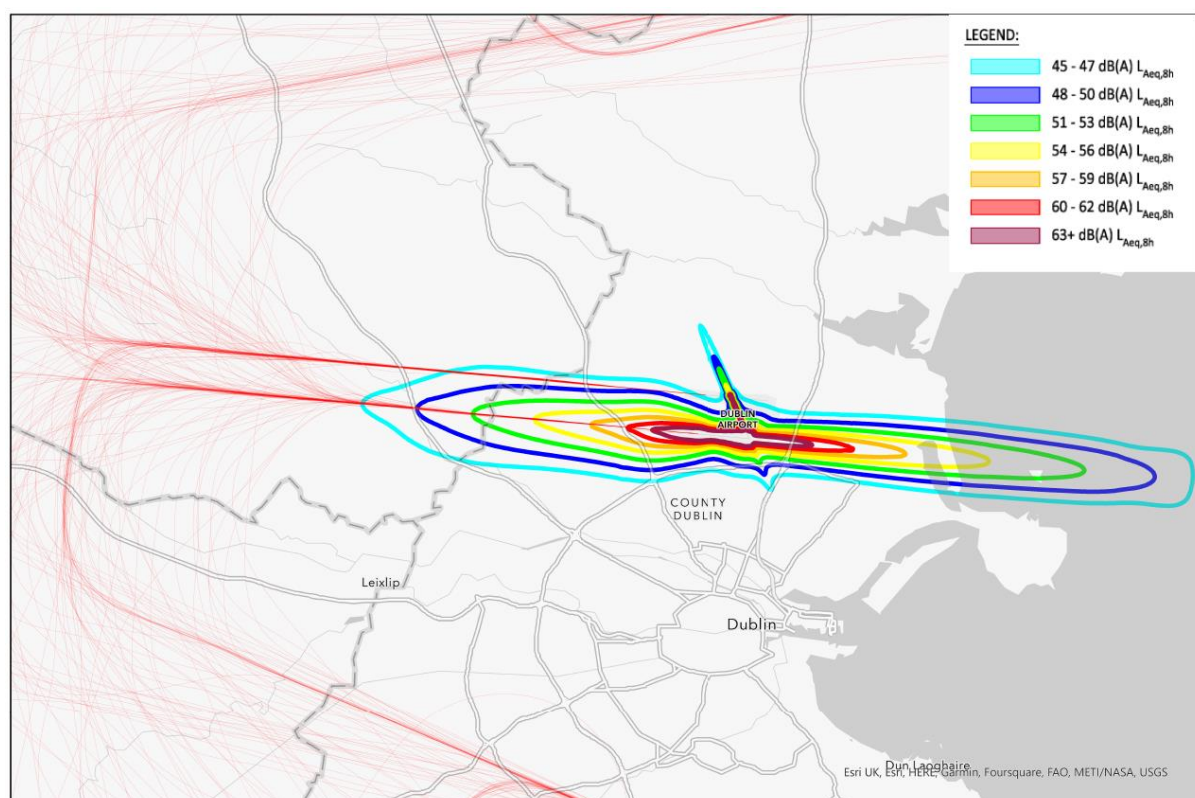 LEGEND:
45 - 47 dB(A) LAeq,8h
48 - 50 dB(A) LAeq,8h
51 - 53 dB(A) LAeq,8h
54 - 56 dB(A) LAeq,8h
57 - 59 dB(A) LAeq,8h
60 - 62 dB(A) LAeq,8h
63+ dB(A) LAeq,8h
DUBLIN
AIRPORT
COUNTY
DUBLIN
Leixlip
Dublin
Dun Laoghaire
Esri UK, Esri, HERE, Garmin, Foursquare, FAO, METI/NASA, USGS